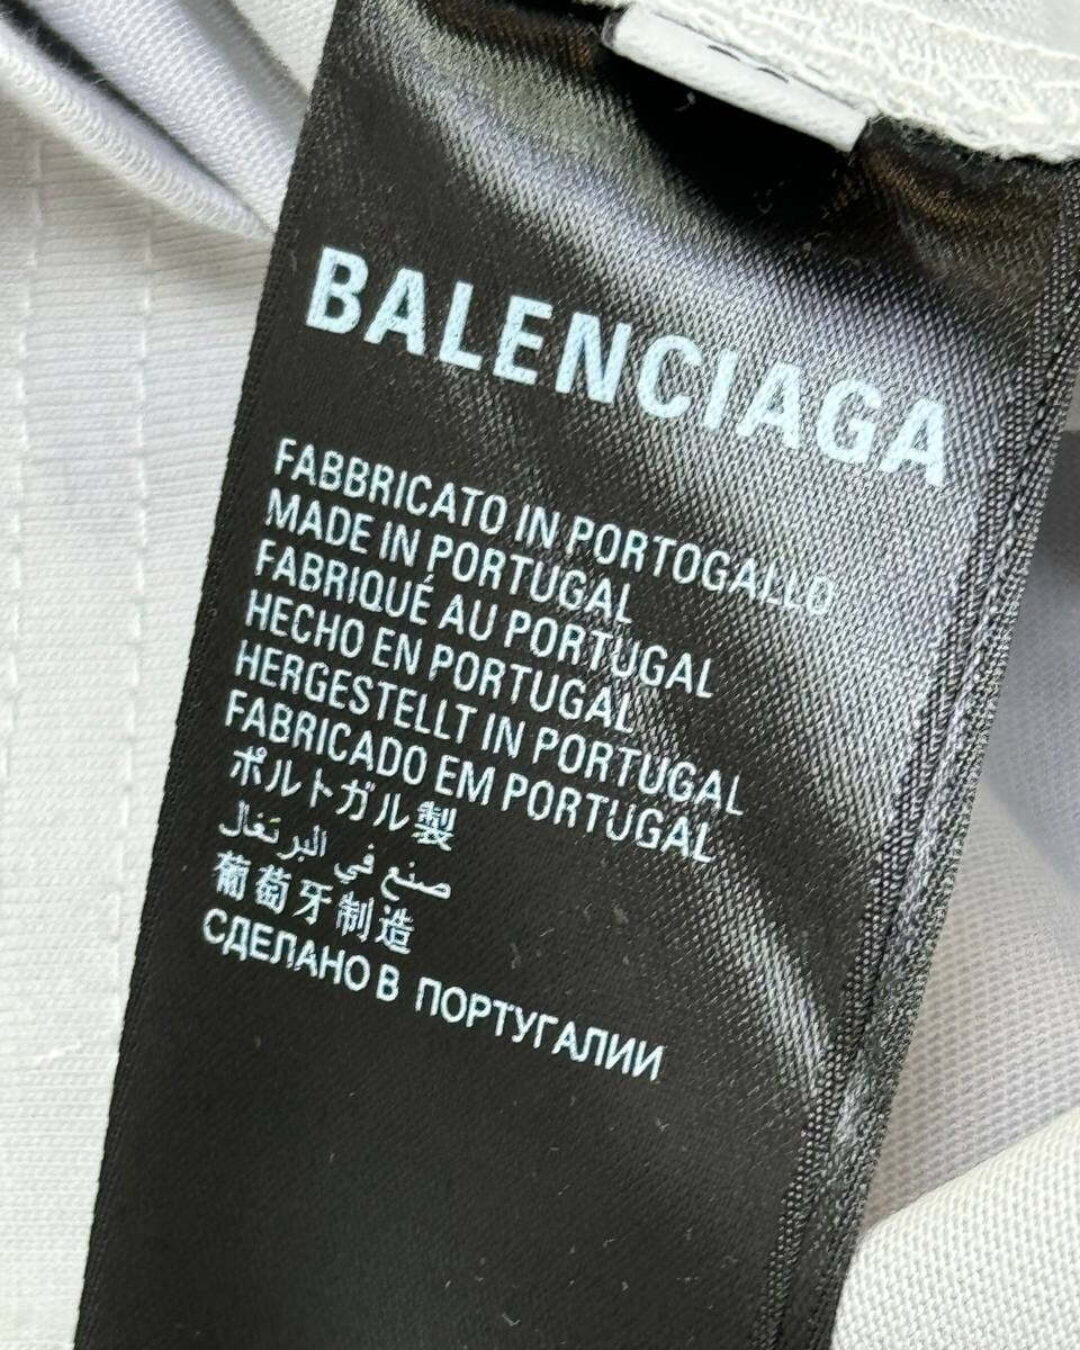 BALENCIAGA
FABBRICATO IN PORTOGALLO
MADE IN PORTUGAL
FABRIQUÉ AU PORTUGAL
HECHO EN PORTUGAL
HERGESTELLT IN PORTUGAL
FABRICADO EM PORTUGAL
ポルトガル製
صنع في البرتغال
葡萄牙制造
СДЕЛАНО В ПОРТУГАЛИИ